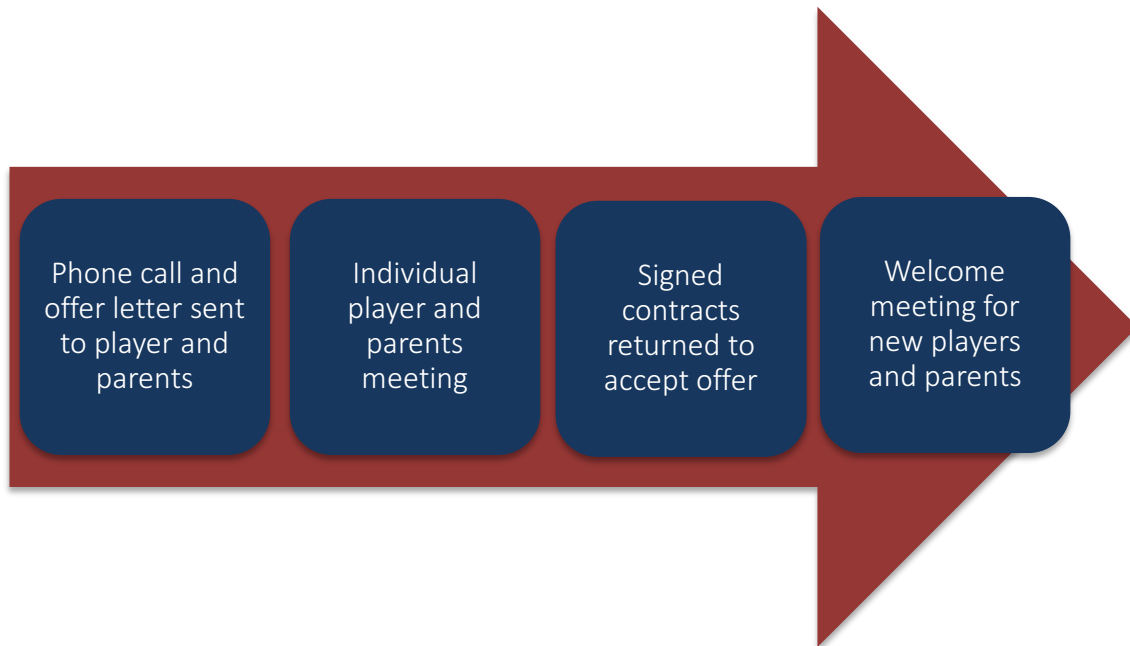 Phone call and
offer letter sent
to player and
parents
Individual
player and
parents
meeting
Signed
contracts
returned to
accept offer
Welcome
meeting for
new players
and parents